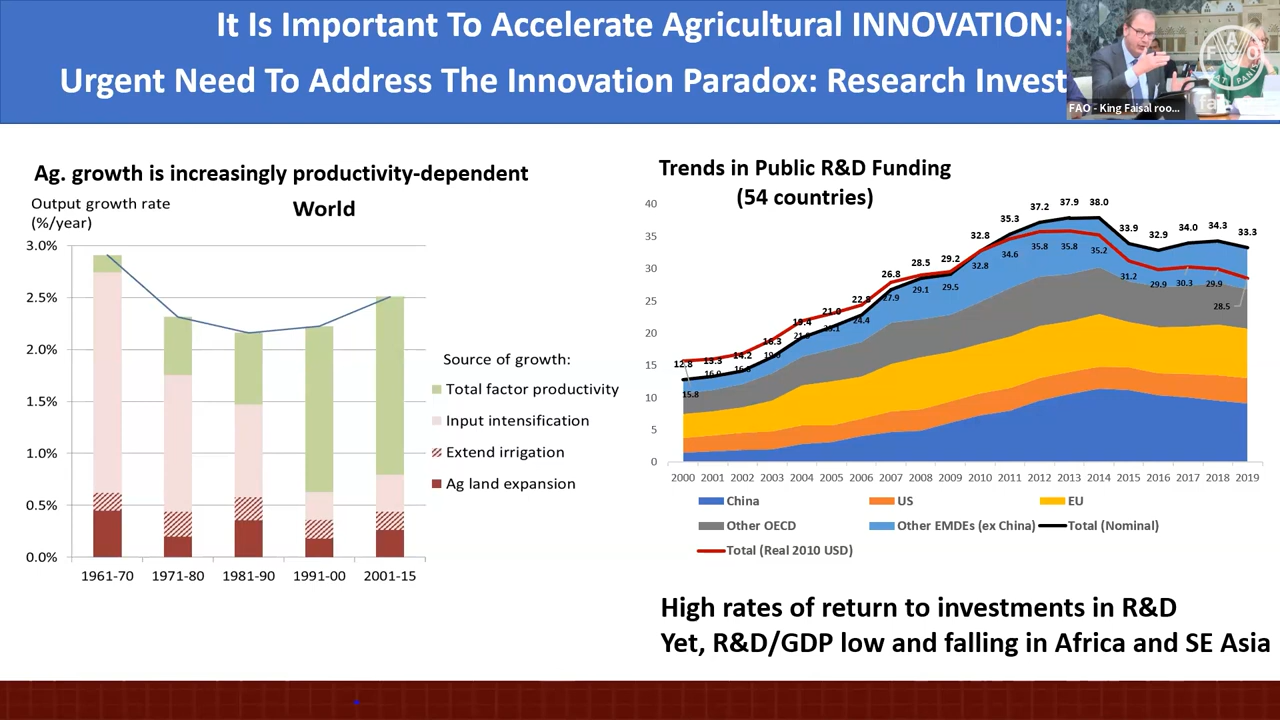 It Is Important To Accelerate Agricultural INNOVATION:
Urgent Need To Address The Innovation Paradox: Research Invest
FAO - King Faisal roo...
Ag. growth is increasingly productivity-dependent
Output growth rate
(%/year)
World
3.0%
2.5%
2.0%
1.5%
1.0%
0.5%
0.0%
1961-70 1971-80 1981-90 1991-00 2001-15
Source of growth:
Total factor productivity
Input intensification
Extend irrigation
Ag land expansion
Trends in Public R&D Funding
(54 countries)
40
35
30
25
20
15
10
5
0
12.8 13.3 14.2 16.3 19.4 21.0 22.8 26.8 28.5 29.2 32.8 35.3 37.2 37.9 38.0 33.9 32.9 34.0 34.3 33.3
15.8 24.4 27.9 29.1 29.5 32.8 34.6 35.8 35.8 35.2 31.2 29.9 30.3 29.9 28.5
2000 2001 2002 2003 2004 2005 2006 2007 2008 2009 2010 2011 2012 2013 2014 2015 2016 2017 2018 2019
China US EU
Other OECD Other EMDEs (ex China) Total (Nominal)
Total (Real 2010 USD)
High rates of return to investments in R&D
Yet, R&D/GDP low and falling in Africa and SE Asia